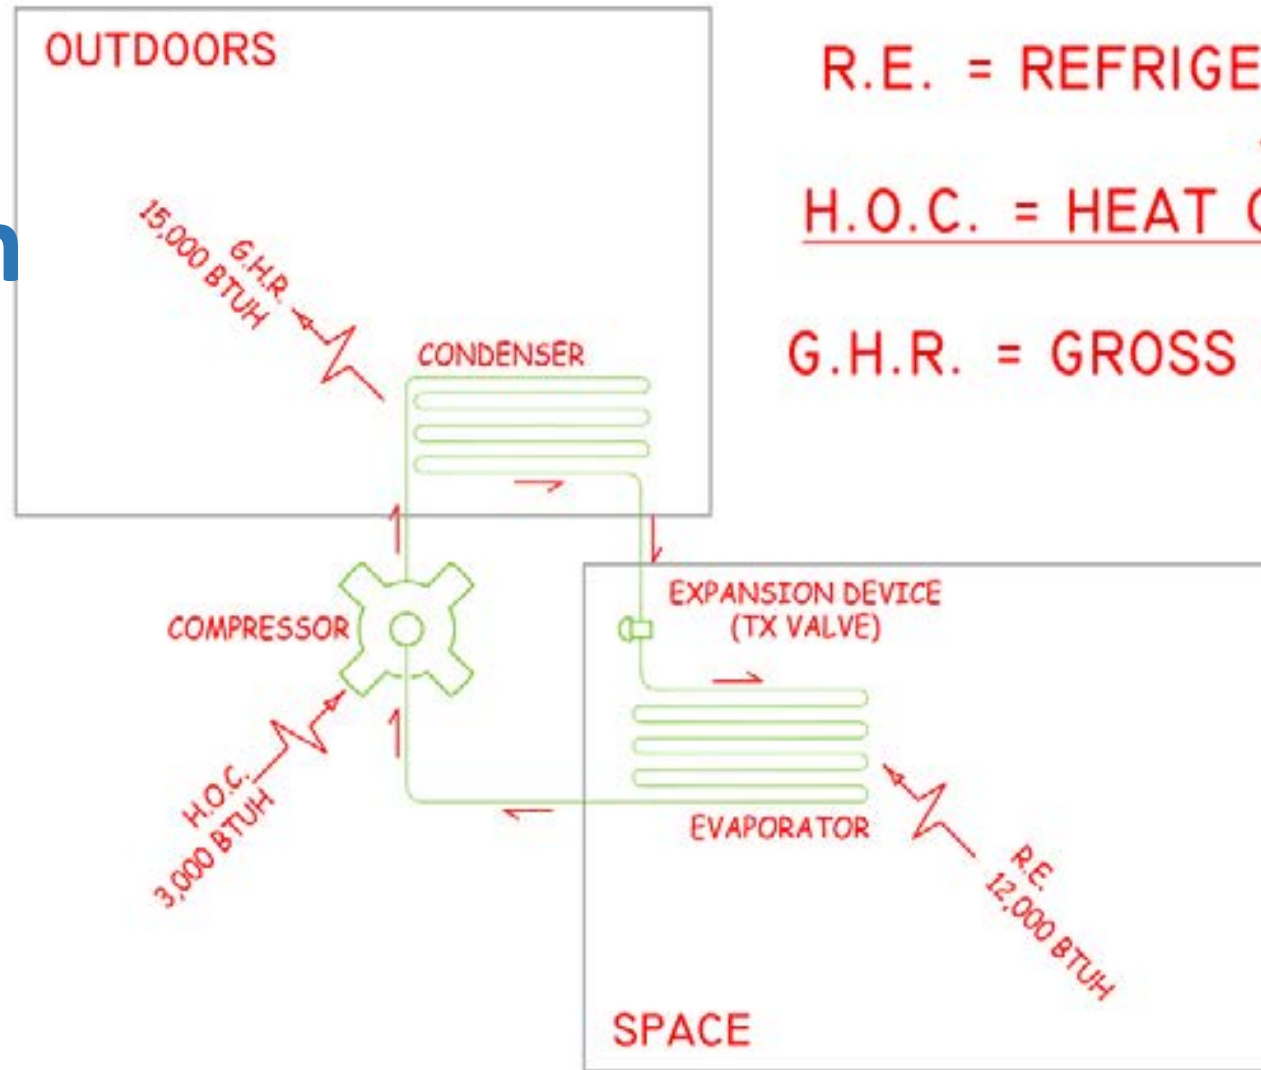 OUTDOORS
R.E. = REFRIGE
H.O.C. = HEAT
G.H.R. = GROSS
G.H.R.
15,000 BTUH
CONDENSER
COMPRESSOR
EXPANSION DEVICE
(TX VALVE)
H.O.C.
3,000 BTUH
EVAPORATOR
R.E.
12,000 BTUH
SPACE